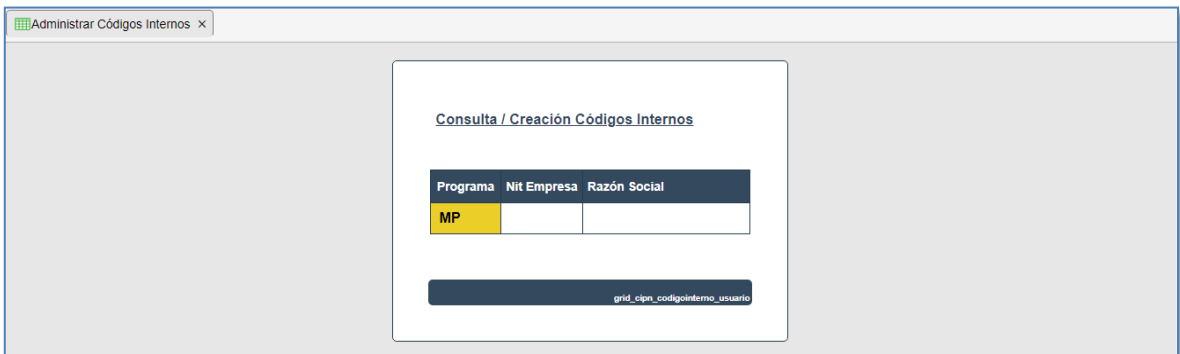 Administrar Códigos Internos ×
Consulta / Creación Códigos Internos
Programa Nit Empresa Razón Social
MP
grid_cipn_codigointerno_usuario